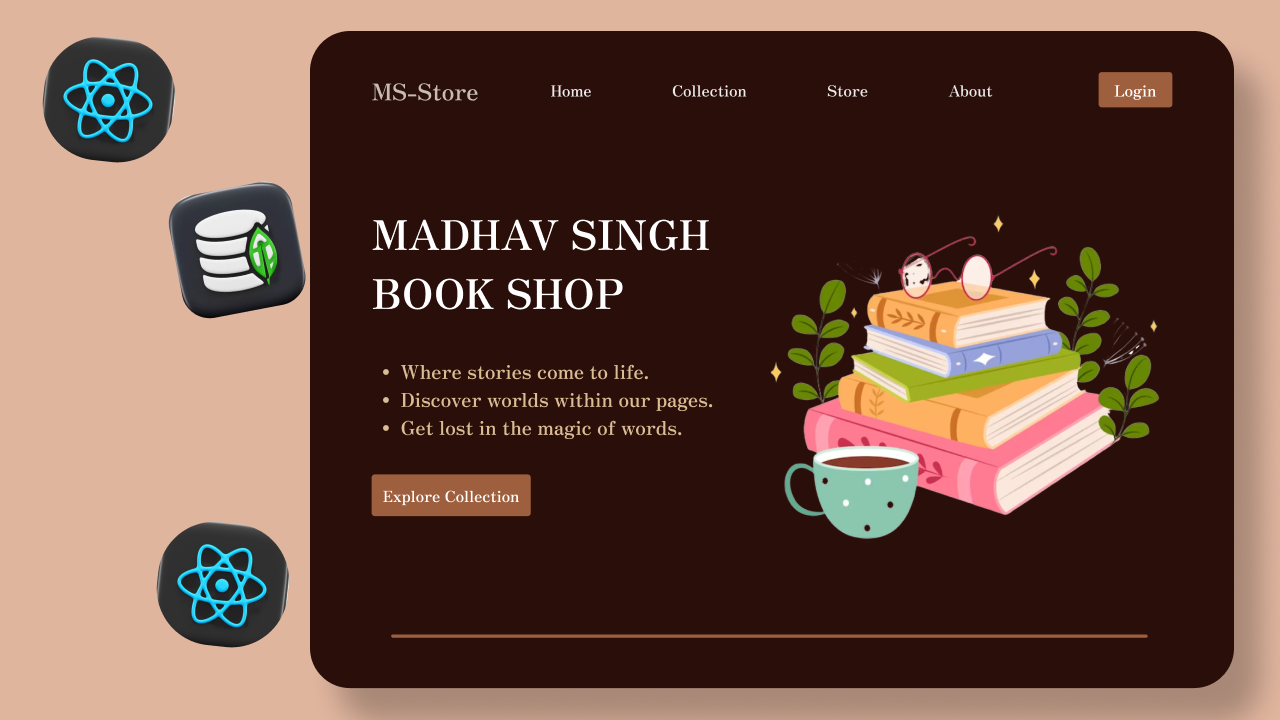 MS-Store Home Collection Store About Login
MADHAV SINGH
BOOK SHOP
• Where stories come to life.
• Discover worlds within our pages.
• Get lost in the magic of words.
Explore Collection